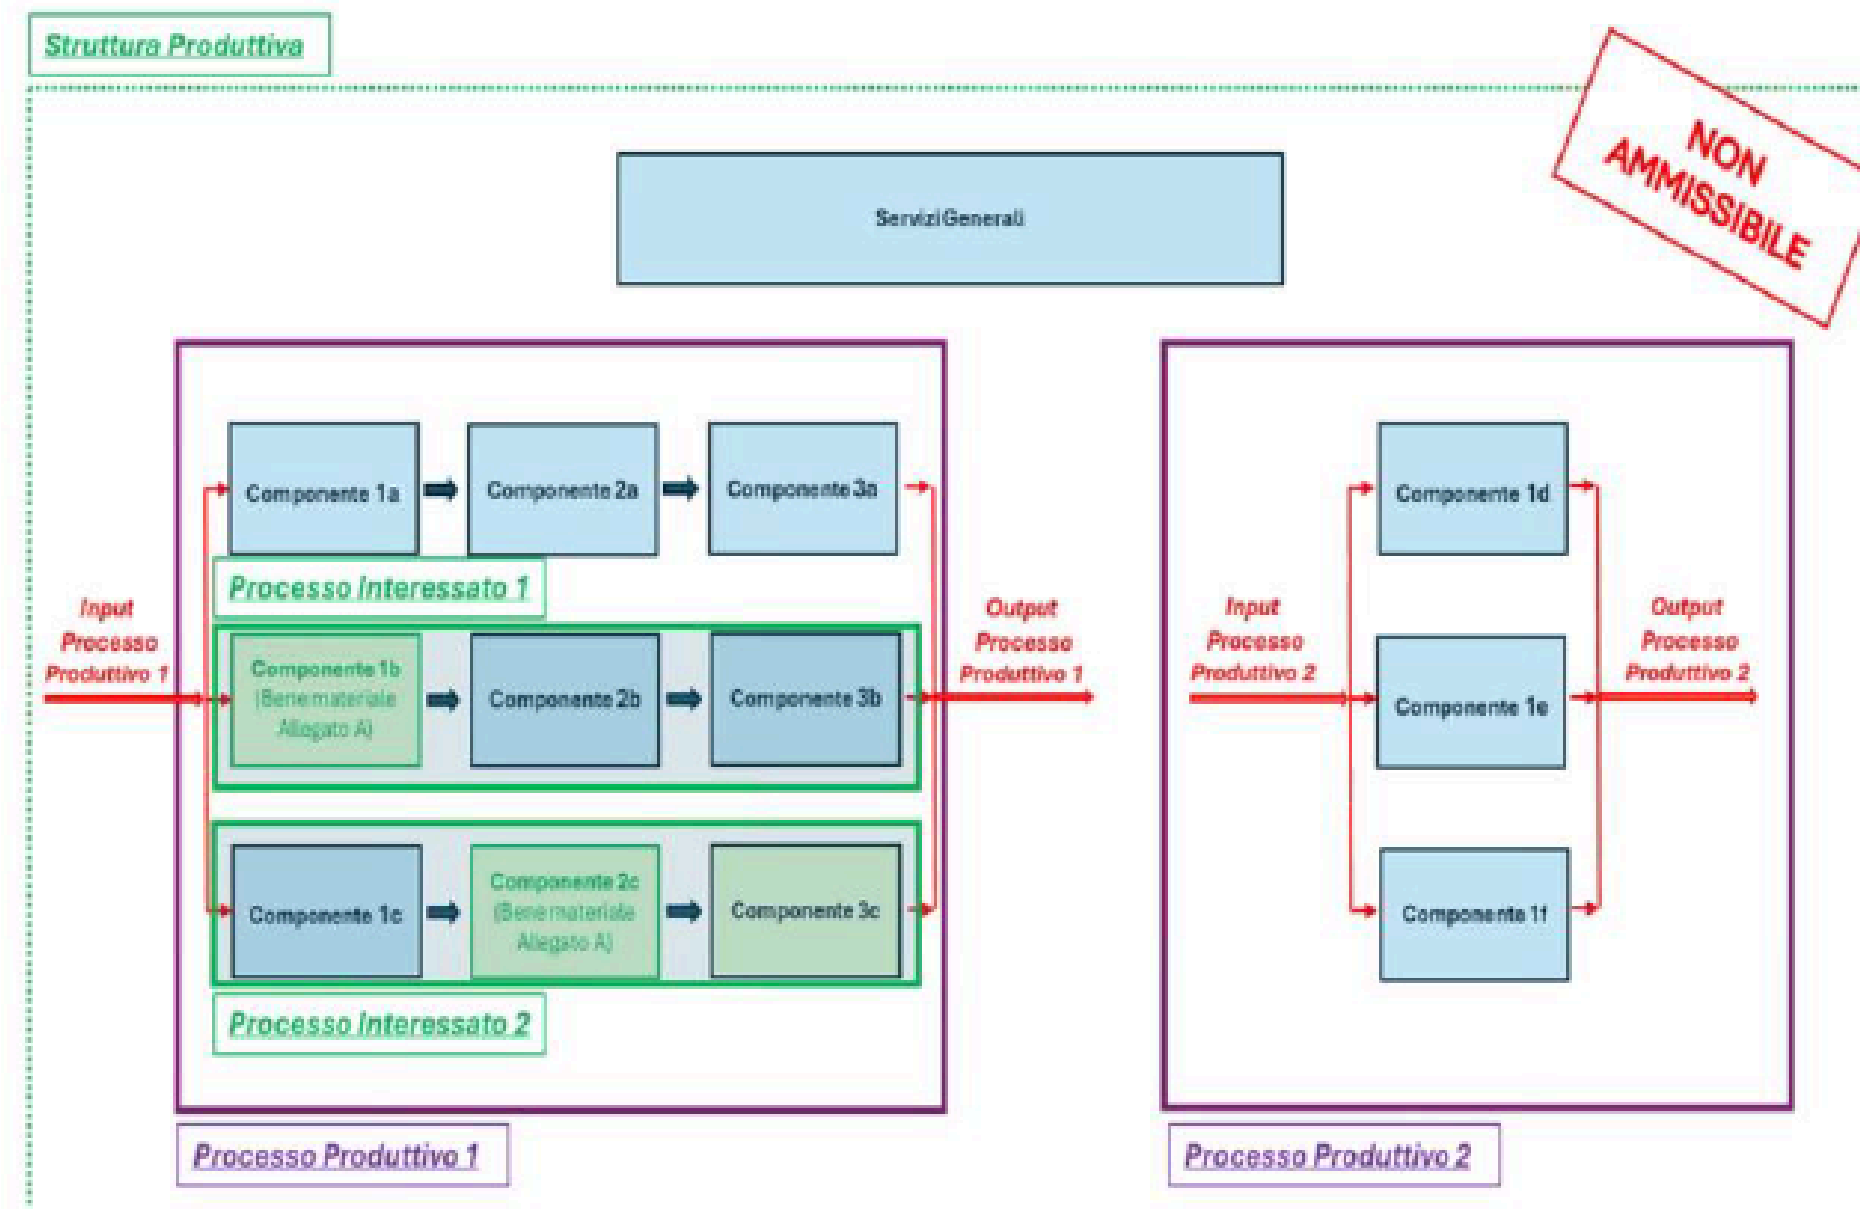 Struttura Produttiva
NON
AMMISSIBILE
Servizi Generali
Componente 1a
Componente 2a
Componente 3a
Processo Interessato 1
Input
Processo
Produttivo 1
Componente 1b
(Bene materiale
Allegato A)
Componente 2b
Componente 3b
Output
Processo
Produttivo 1
Componente 1c
Componente 2c
(Bene materiale
Allegato A)
Componente 3c
Processo Interessato 2
Processo Produttivo 1
Componente 1d
Input
Processo
Produttivo 2
Componente 1e
Output
Processo
Produttivo 2
Componente 1f
Processo Produttivo 2